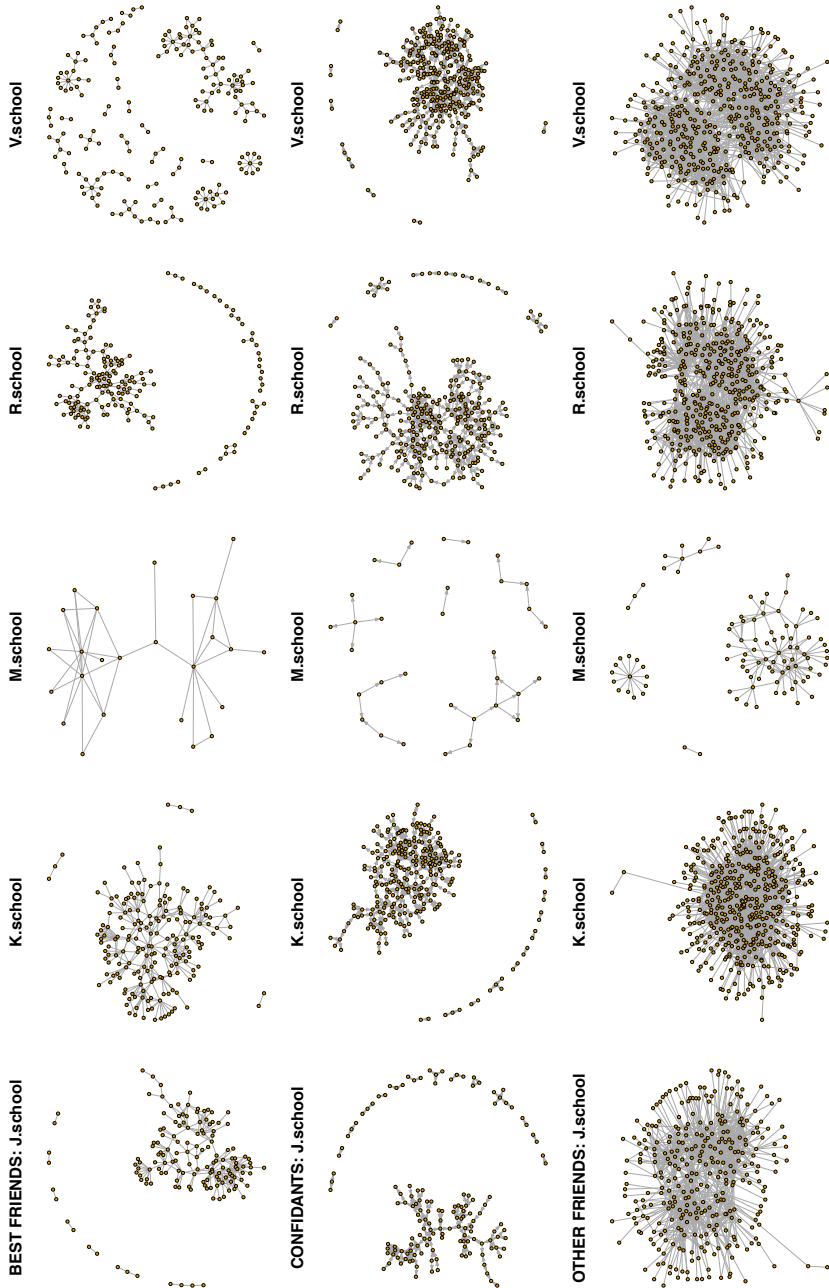 BEST FRIENDS: J.school
K.school
M.school
R.school
V.school
CONFIDANTS: J.school
K.school
M.school
R.school
V.school
OTHER FRIENDS: J.school
K.school
M.school
R.school
V.school